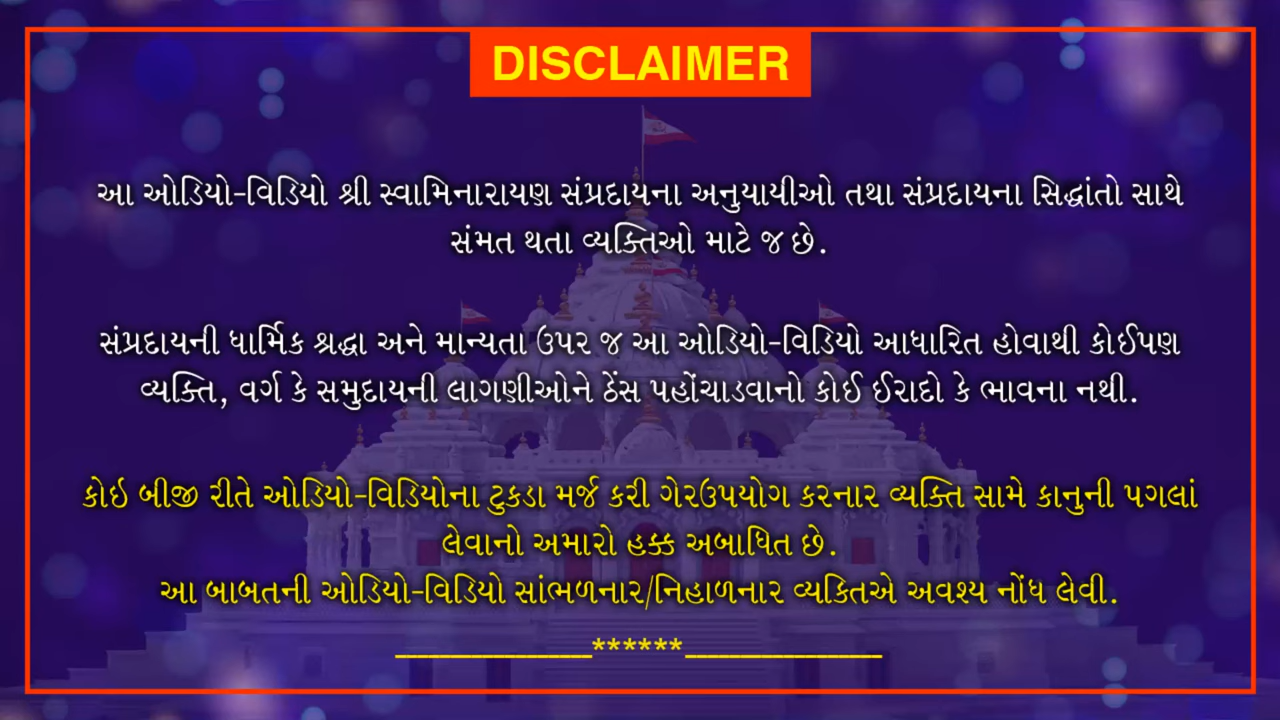 DISCLAIMER
આ ઓડિયો-વિડિયો શ્રી સ્વામિનારાયણ સંપ્રદાયના અનુયાયીઓ તથા સંપ્રદાયના સિદ્ધાંતો સાથે
સંમત થતા વ્યક્તિઓ માટે જ છે.
સંપ્રદાયની ધાર્મિક શ્રદ્ધા અને માન્યતા ઉપર જ આ ઓડિયો-વિડિયો આધારિત હોવાથી કોઈપણ
વ્યક્તિ, વર્ગ કે સમુદાયની લાગણીઓને ઠેંસ પહોંચાડવાનો કોઈ ઈરાદો કે ભાવના નથી.
કોઇ બીજી રીતે ઓડિયો-વિડિયોના ટુકડા મર્જ કરી ગેરઉપયોગ કરનાર વ્યક્તિ સામે કાનુની પગલાં
લેવાનો અમારો હક્ક અબાધિત છે.
આ બાબતની ઓડિયો-વિડિયો સાંભળનાર/નિહાળનાર વ્યકિતએ અવશ્ય નોંધ લેવી.
_________________******_________________